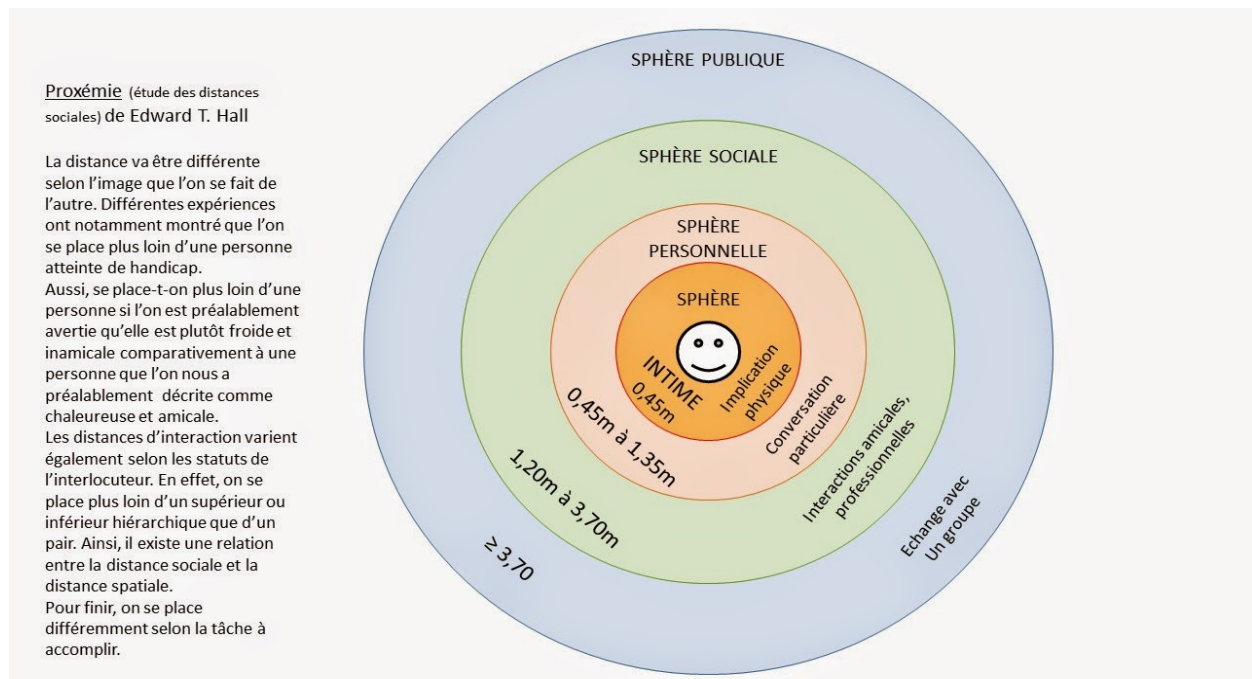 Proxémie (étude des distances
sociales) de Edward T. Hall
La distance va être différente
selon l'image que l'on se fait de
l'autre. Différentes expériences
ont notamment montré que l'on
se place plus loin d'une personne
atteinte de handicap.
Aussi, se place-t-on plus loin d'une
personne si l'on est préalablement
avertie qu'elle est plutôt froide et
inamicale comparativement à une
personne que l'on nous a
préalablement décrite comme
chaleureuse et amicale.
Les distances d'interaction varient
également selon les statuts de
l'interlocuteur. En effet, on se
place plus loin d'un supérieur ou
inférieur hiérarchique que d'un
pair. Ainsi, il existe une relation
entre la distance sociale et la
distance spatiale.
Pour finir, on se place
différemment selon la tâche à
accomplir.
SPHÈRE PUBLIQUE
SPHÈRE SOCIALE
SPHÈRE
PERSONNELLE
SPHÈRE
INTIME
0,45m
Implication
physique
0,45m à 1,35m
Conversation
particulière
1,20m à 3,70m
Interactions amicales,
professionnelles
≥ 3,70
Echange avec
Un groupe